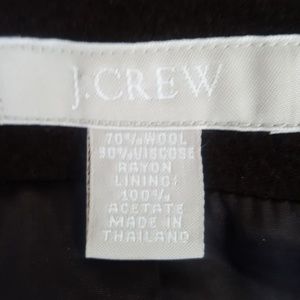 J.CREW
70% WOOL
30% VISCOSE
RAYON
LINING:
100%
ACETATE
MADE IN
THAILAND